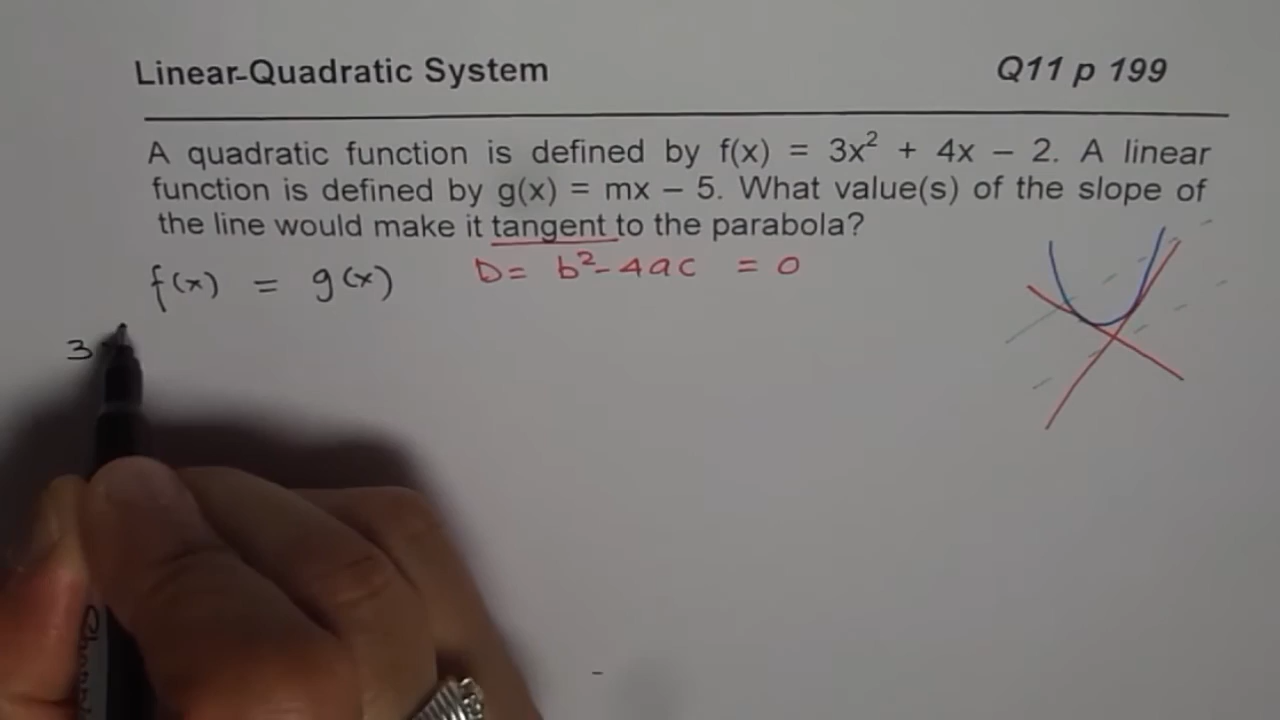 Linear-Quadratic System Q11 p 199
A quadratic function is defined by f(x) = 3x² + 4x – 2. A linear
function is defined by g(x) = mx – 5. What value(s) of the slope of
the line would make it tangent to the parabola?
f(x) = g(x) D = b²-4ac = 0
3